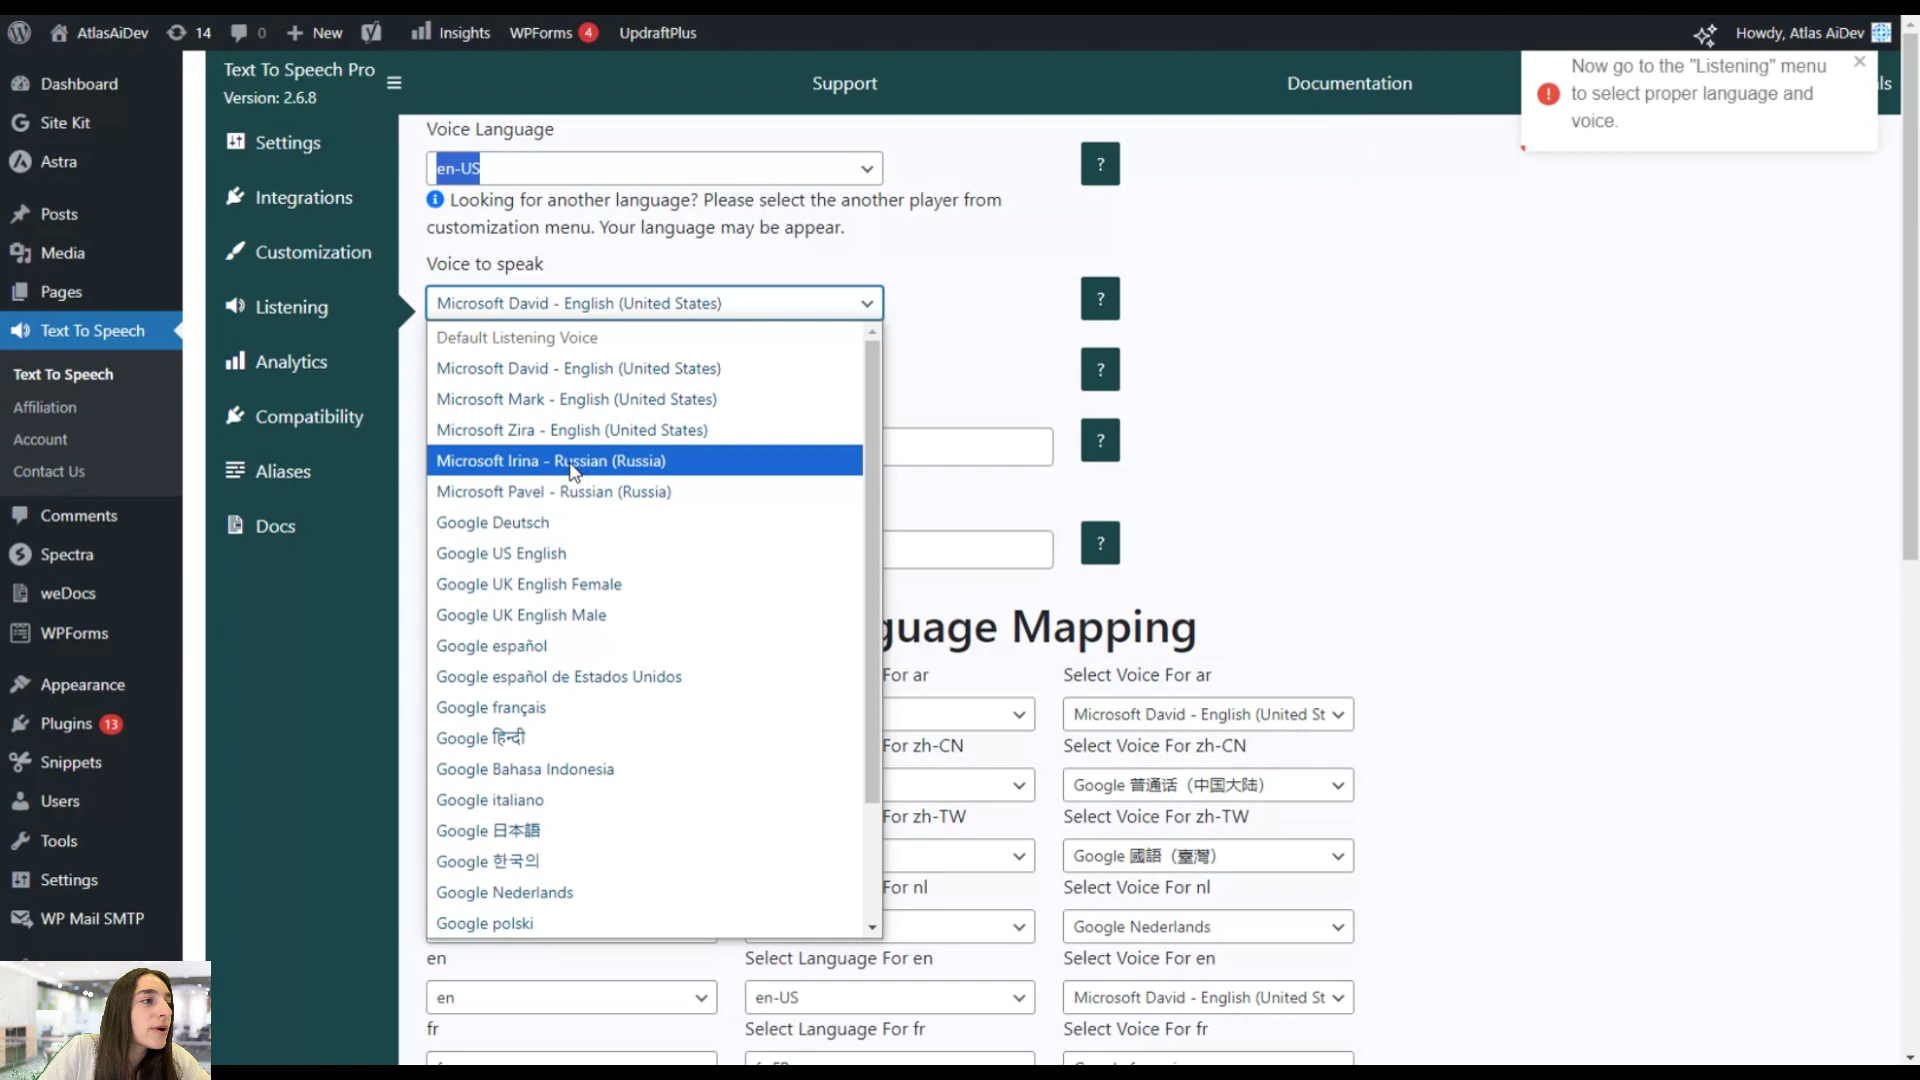 AtlasAiDev
14
0
New
Insights
WPForms 4
UpdraftPlus
Howdy, Atlas AiDev
Dashboard
Site Kit
Astra
Posts
Media
Pages
Text To Speech
Text To Speech
Affiliation
Account
Contact Us
Comments
Spectra
weDocs
WPForms
Appearance
Plugins 13
Snippets
Users
Tools
Settings
WP Mail SMTP
Text To Speech Pro
Version: 2.6.8
Support
Documentation
ls
Now go to the "Listening" menu
to select proper language and
voice.
Settings
Integrations
Customization
Listening
Analytics
Compatibility
Aliases
Docs
Voice Language
en-US
?
Looking for another language? Please select the another player from
customization menu. Your language may be appear.
Voice to speak
Microsoft David - English (United States)
?
Default Listening Voice
Microsoft David - English (United States)
?
Microsoft Mark - English (United States)
Microsoft Zira - English (United States)
?
Microsoft Irina - Russian (Russia)
Microsoft Pavel - Russian (Russia)
Google Deutsch
?
Google US English
Google UK English Female
Google UK English Male
Google español
Google español de Estados Unidos
Google français
Google हिन्दी
Google Bahasa Indonesia
Google italiano
Google 日本語
Google 한국의
Google Nederlands
Google polski
guage Mapping
For ar
Select Voice For ar
Microsoft David - English (United St
For zh-CN
Select Voice For zh-CN
Google 普通话（中国大陆）
For zh-TW
Select Voice For zh-TW
Google 國語（臺灣）
For nl
Select Voice For nl
Google Nederlands
en
Select Language For en
Select Voice For en
en
en-US
Microsoft David - English (United St
fr
Select Language For fr
Select Voice For fr